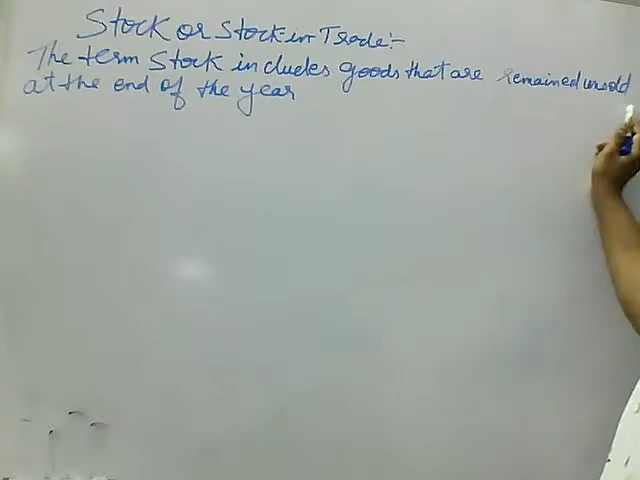 Stock or Stock in Trade:-
The term Stock includes goods that are remained unsold
at the end of the year